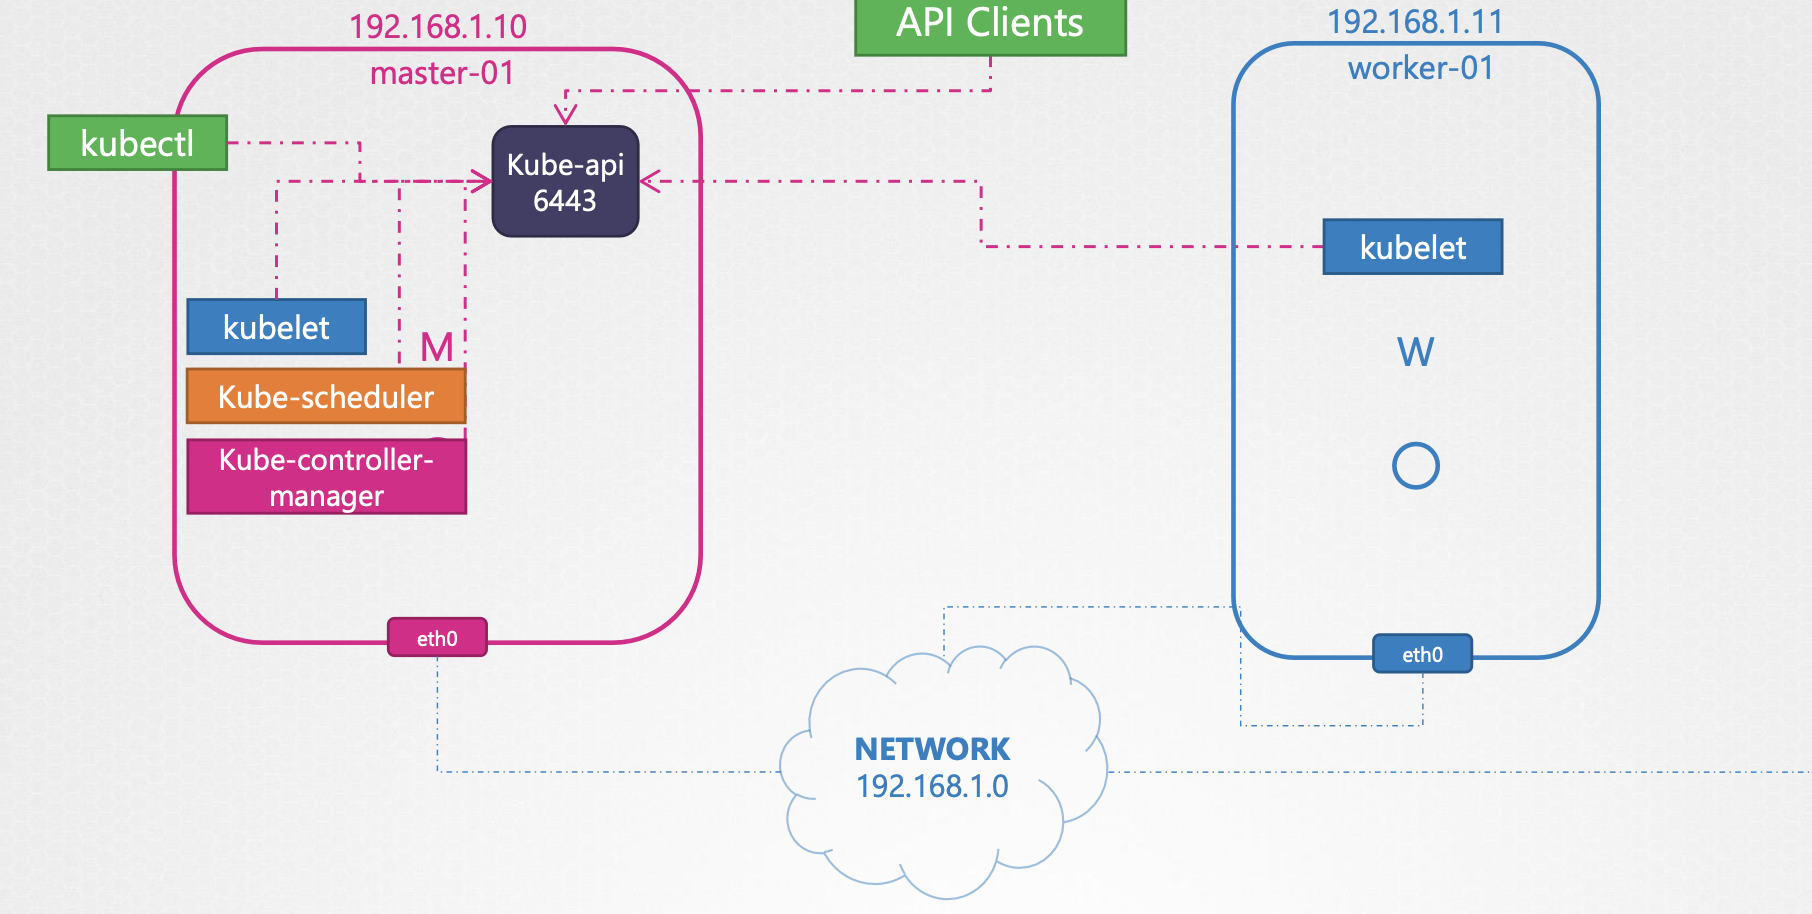 192.168.1.10
master-01
API Clients
192.168.1.11
worker-01
kubectl
Kube-api
6443
kubelet
kubelet
M
W
Kube-scheduler
Kube-controller-
manager
eth0
eth0
NETWORK
192.168.1.0